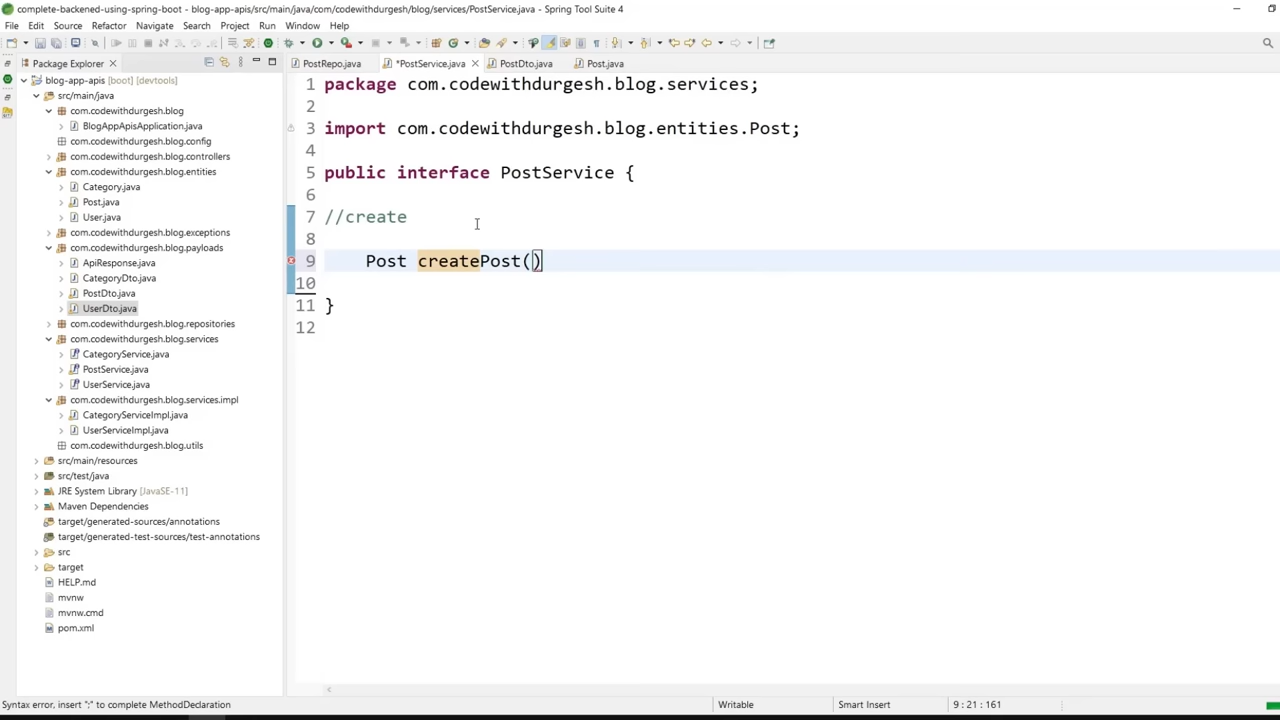 complete-backened-using-spring-boot - blog-app-apis/src/main/java/com/codewithdurgesh/blog/services/PostService.java - Spring Tool Suite 4
File Edit Source Refactor Navigate Search Project Run Window Help
Package Explorer
PostRepo.java *PostService.java PostDto.java Post.java
blog-app-apis [boot] [devtools]
src/main/java
com.codewithdurgesh.blog
BlogAppApisApplication.java
com.codewithdurgesh.blog.config
com.codewithdurgesh.blog.controllers
com.codewithdurgesh.blog.entities
Category.java
Post.java
User.java
com.codewithdurgesh.blog.exceptions
com.codewithdurgesh.blog.payloads
ApiResponse.java
CategoryDto.java
PostDto.java
UserDto.java
com.codewithdurgesh.blog.repositories
com.codewithdurgesh.blog.services
CategoryService.java
PostService.java
UserService.java
com.codewithdurgesh.blog.services.impl
CategoryServiceImpl.java
UserServiceImpl.java
com.codewithdurgesh.blog.utils
src/main/resources
src/test/java
JRE System Library [JavaSE-11]
Maven Dependencies
target/generated-sources/annotations
target/generated-test-sources/test-annotations
src
target
HELP.md
mvnw
mvnw.cmd
pom.xml
1 package com.codewithdurgesh.blog.services;
2
3 import com.codewithdurgesh.blog.entities.Post;
4
5 public interface PostService {
6
7 //create
8
9 Post createPost()
10
11 }
12
Syntax error, insert ";" to complete MethodDeclaration Writable Smart Insert 9 : 21 : 161